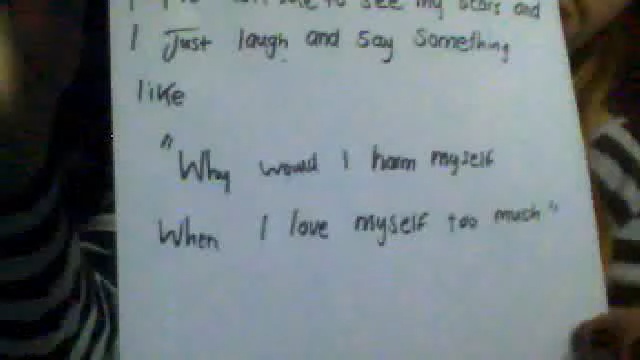 to see my scars and
I Just laugh and say something
like
"Why would I harm myself
When I love myself too much"